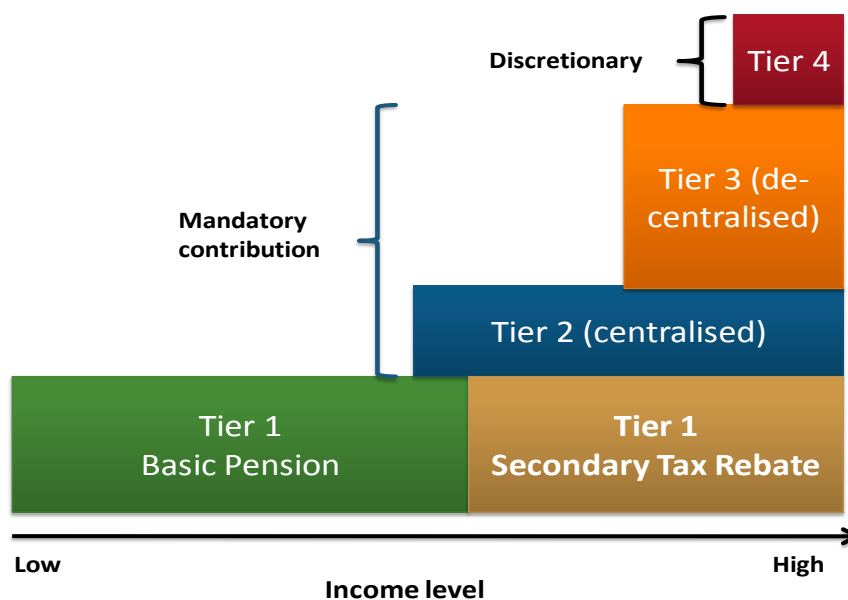 Discretionary
Tier 4
Tier 3 (de-
centralised)
Mandatory
contribution
Tier 2 (centralised)
Tier 1
Basic Pension
Tier 1
Secondary Tax Rebate
Low
High
Income level